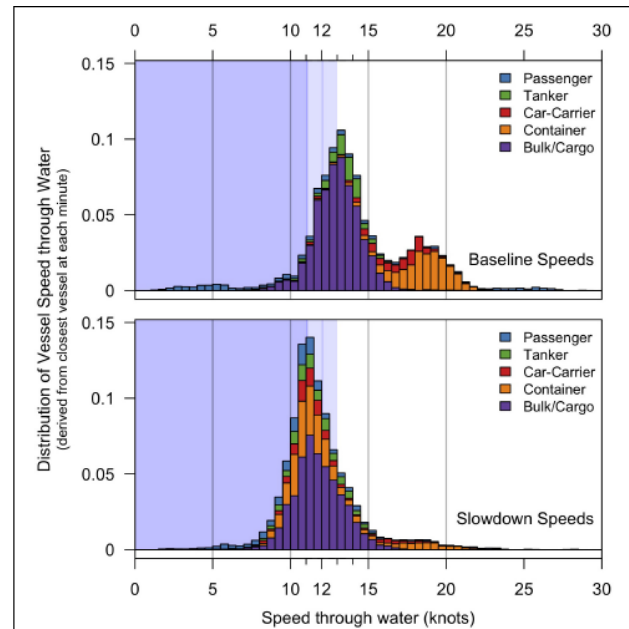 0 5 10 12 15 20 25 30
0.15
0.1
0.05
0
Passenger
Tanker
Car-Carrier
Container
Bulk/Cargo
Baseline Speeds
0.15
0.1
0.05
0
Passenger
Tanker
Car-Carrier
Container
Bulk/Cargo
Slowdown Speeds
Distribution of Vessel Speed through Water
(derived from closest vessel at each minute)
0 5 10 12 15 20 25 30
Speed through water (knots)